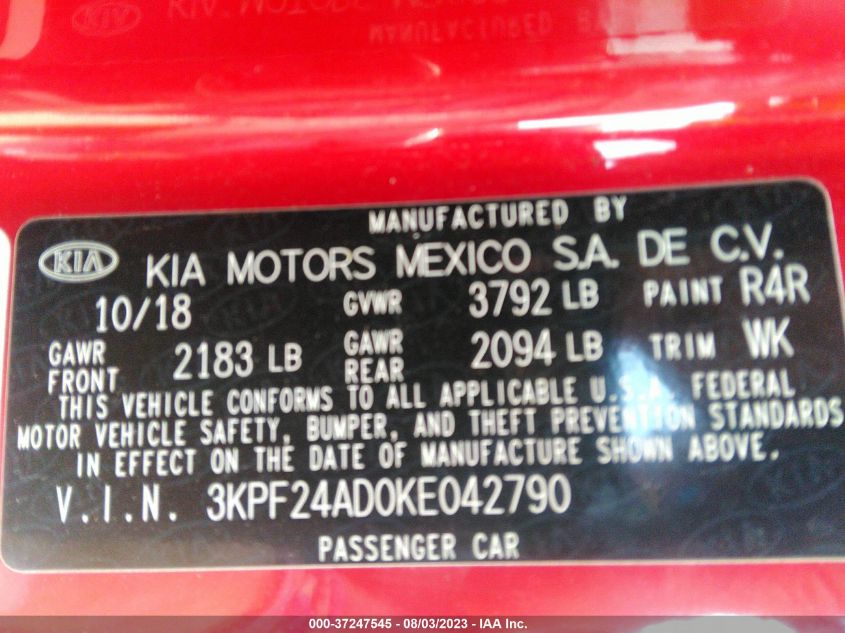 MANUFACTURED BY
KIA KIA MOTORS MEXICO S.A. DE C.V.
10/18 GVWR 3792 LB PAINT R4R
GAWR FRONT 2183 LB GAWR REAR 2094 LB TRIM WK
THIS VEHICLE CONFORMS TO ALL APPLICABLE U.S.A. FEDERAL
MOTOR VEHICLE SAFETY, BUMPER, AND THEFT PREVENTION STANDARDS
IN EFFECT ON THE DATE OF MANUFACTURE SHOWN ABOVE.
V.I.N. 3KPF24AD0KE042790
PASSENGER CAR
000-37247545 - 08/03/2023 - IAA Inc.